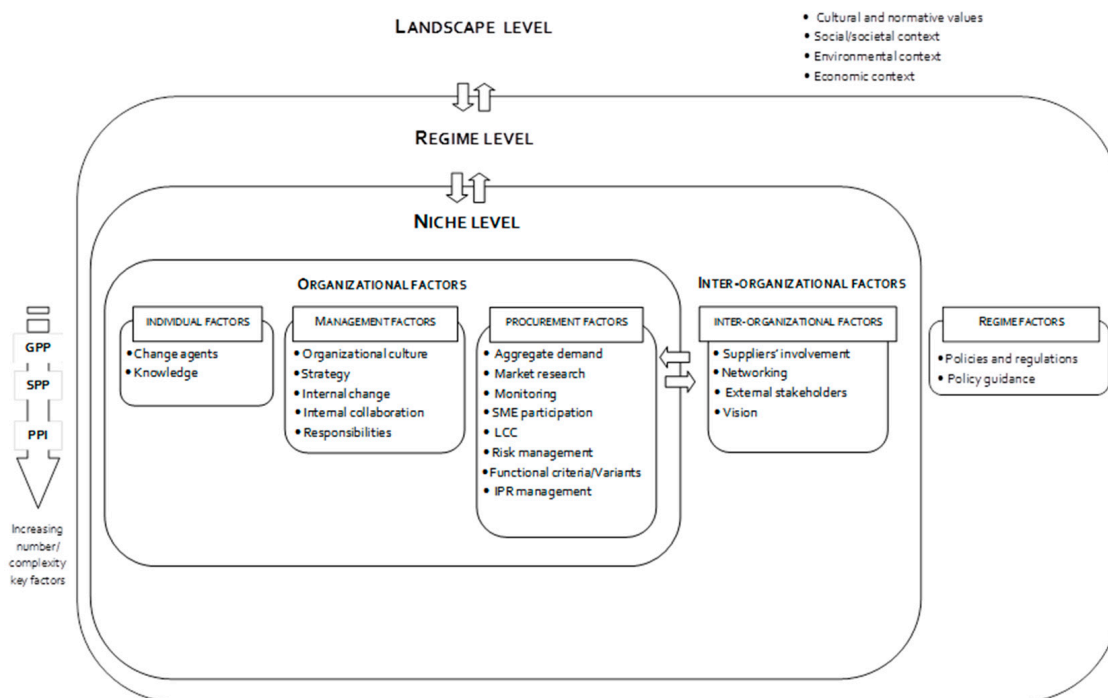 LANDSCAPE LEVEL
• Cultural and normative values
• Social/societal context
• Environmental context
• Economic context
REGIME LEVEL
NICHE LEVEL
ORGANIZATIONAL FACTORS
INTER-ORGANIZATIONAL FACTORS
INDIVIDUAL FACTORS
• Change agents
• Knowledge
MANAGEMENT FACTORS
• Organizational culture
• Strategy
• Internal change
• Internal collaboration
• Responsibilities
PROCUREMENT FACTORS
• Aggregate demand
• Market research
• Monitoring
• SME participation
• LCC
• Risk management
• Functional criteria/Variants
• IPR management
INTER-ORGANIZATIONAL FACTORS
• Suppliers' involvement
• Networking
• External stakeholders
• Vision
REGIME FACTORS
• Policies and regulations
• Policy guidance
GPP
SPP
PPI
Increasing
number/
complexity
key factors